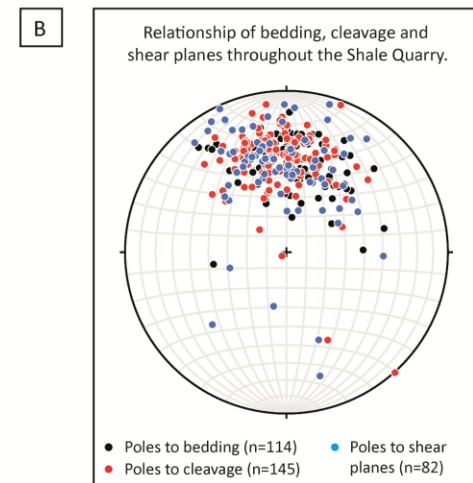 B
Relationship of bedding, cleavage and
shear planes throughout the Shale Quarry.
Poles to bedding (n=114)
Poles to cleavage (n=145)
Poles to shear
planes (n=82)